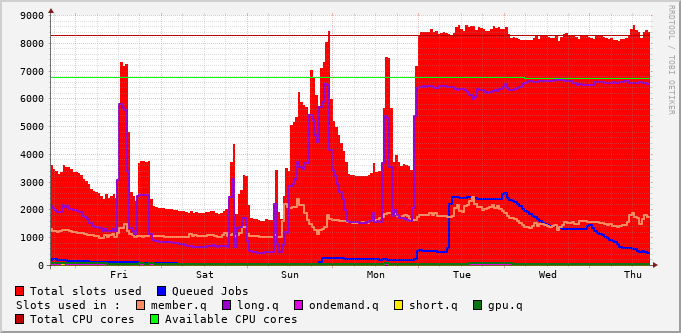 9000
8000
7000
6000
5000
4000
3000
2000
1000
0
Fri Sat Sun Mon Tue Wed Thu
RRDTOOL / TOBI OETIKER
Total slots used Queued Jobs
Slots used in : member.q long.q ondemand.q short.q gpu.q
Total CPU cores Available CPU cores